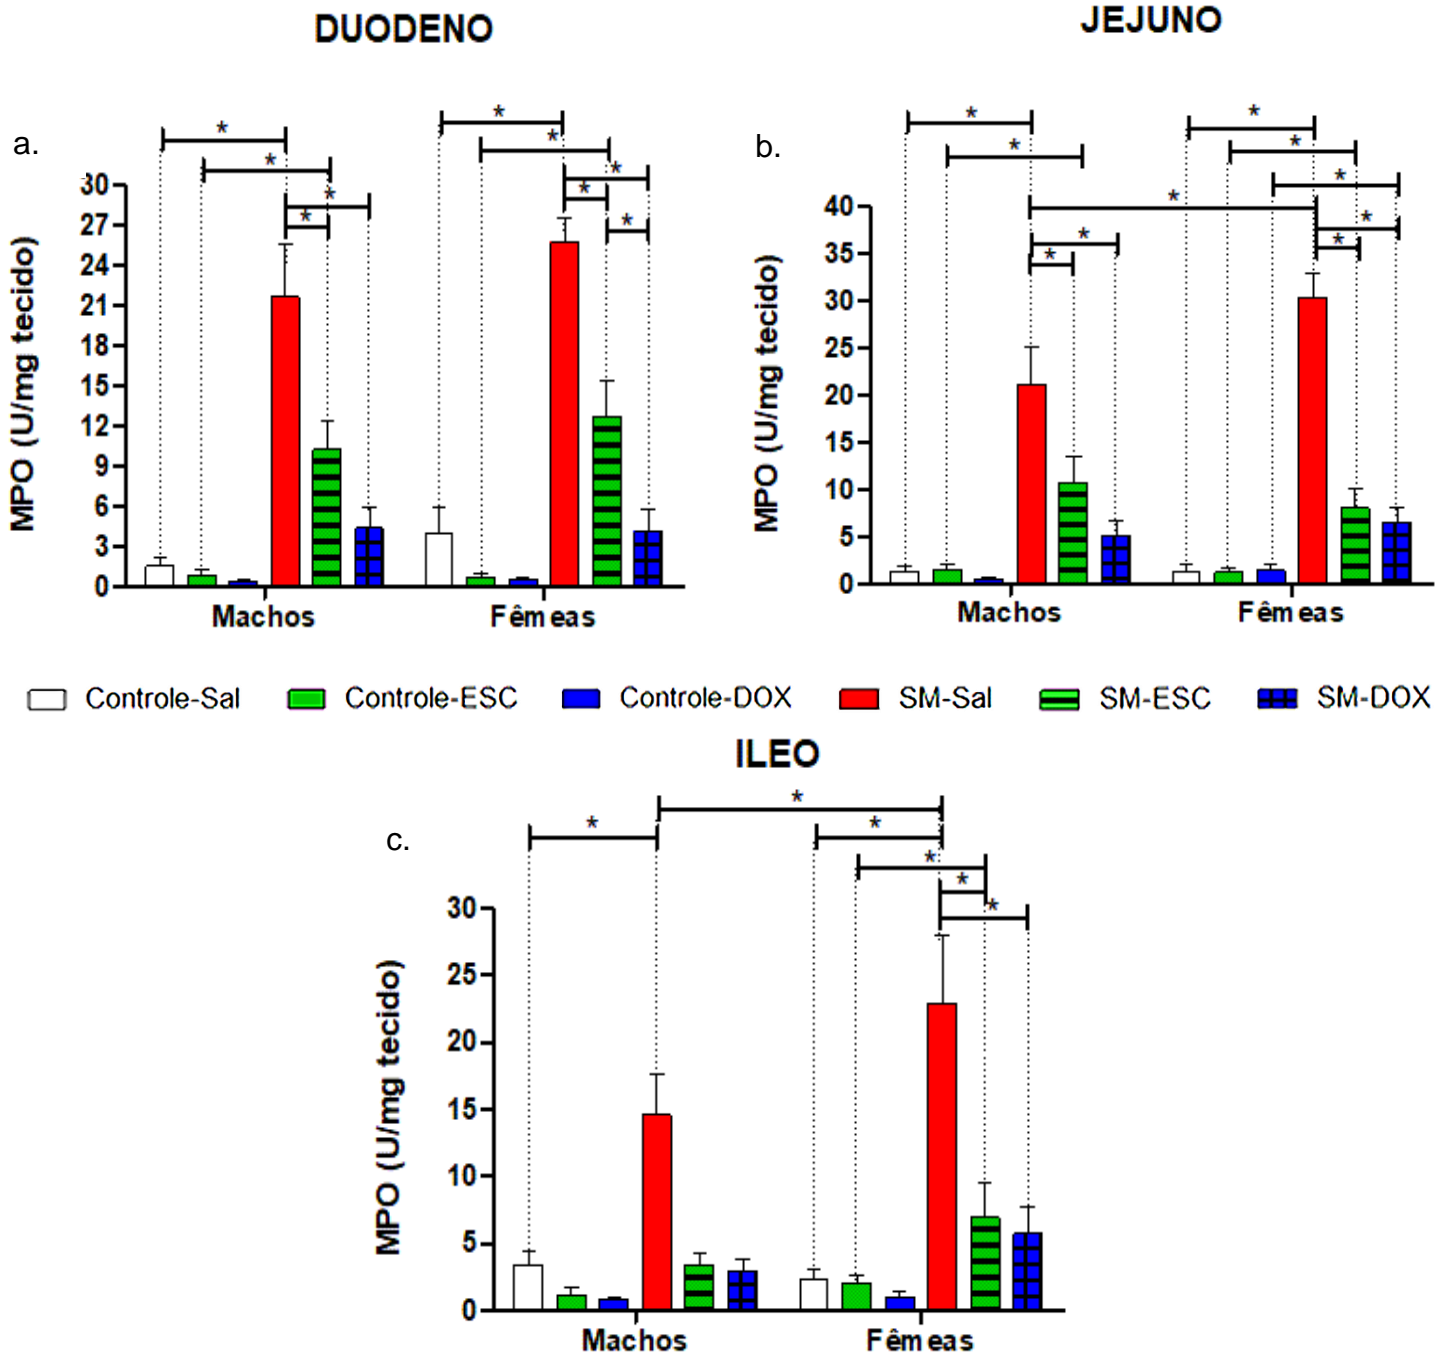 DUODENO
JEJUNO
a.
b.
* * * * * * * * *
* * * * * * * * * *
MPO (U/mg tecido)
30
27
24
21
18
15
12
9
6
3
0
Machos Fêmeas
MPO (U/mg tecido)
40
35
30
25
20
15
10
5
0
Machos Fêmeas
Controle-Sal Controle-ESC Controle-DOX SM-Sal SM-ESC SM-DOX
ILEO
c.
* * * * * *
MPO (U/mg tecido)
30
25
20
15
10
5
0
Machos Fêmeas